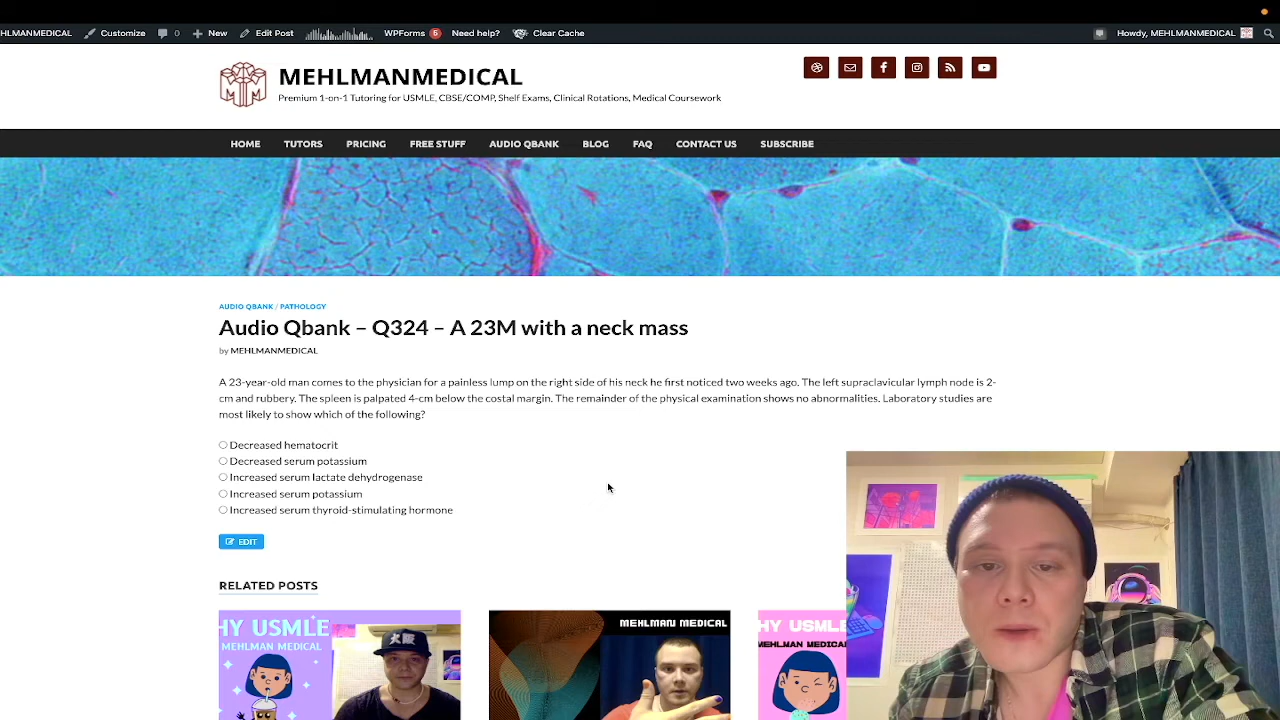 HLMANMEDICAL Customize 0 New Edit Post WPForms 5 Need help? Clear Cache Howdy, MEHLMANMEDICAL
MEHLMANMEDICAL
Premium 1-on-1 Tutoring for USMLE, CBSE/COMP, Shelf Exams, Clinical Rotations, Medical Coursework
HOME TUTORS PRICING FREE STUFF AUDIO QBANK BLOG FAQ CONTACT US SUBSCRIBE
AUDIO QBANK / PATHOLOGY
Audio Qbank – Q324 – A 23M with a neck mass
by MEHLMANMEDICAL
A 23-year-old man comes to the physician for a painless lump on the right side of his neck he first noticed two weeks ago. The left supraclavicular lymph node is 2-
cm and rubbery. The spleen is palpated 4-cm below the costal margin. The remainder of the physical examination shows no abnormalities. Laboratory studies are
most likely to show which of the following?
Decreased hematocrit
Decreased serum potassium
Increased serum lactate dehydrogenase
Increased serum potassium
Increased serum thyroid-stimulating hormone
EDIT
RELATED POSTS
HY USMLE
MEHLMAN MEDICAL
大阪
MEHLMAN MEDICAL
HY USMLE
MEHLMAN MEDICAL